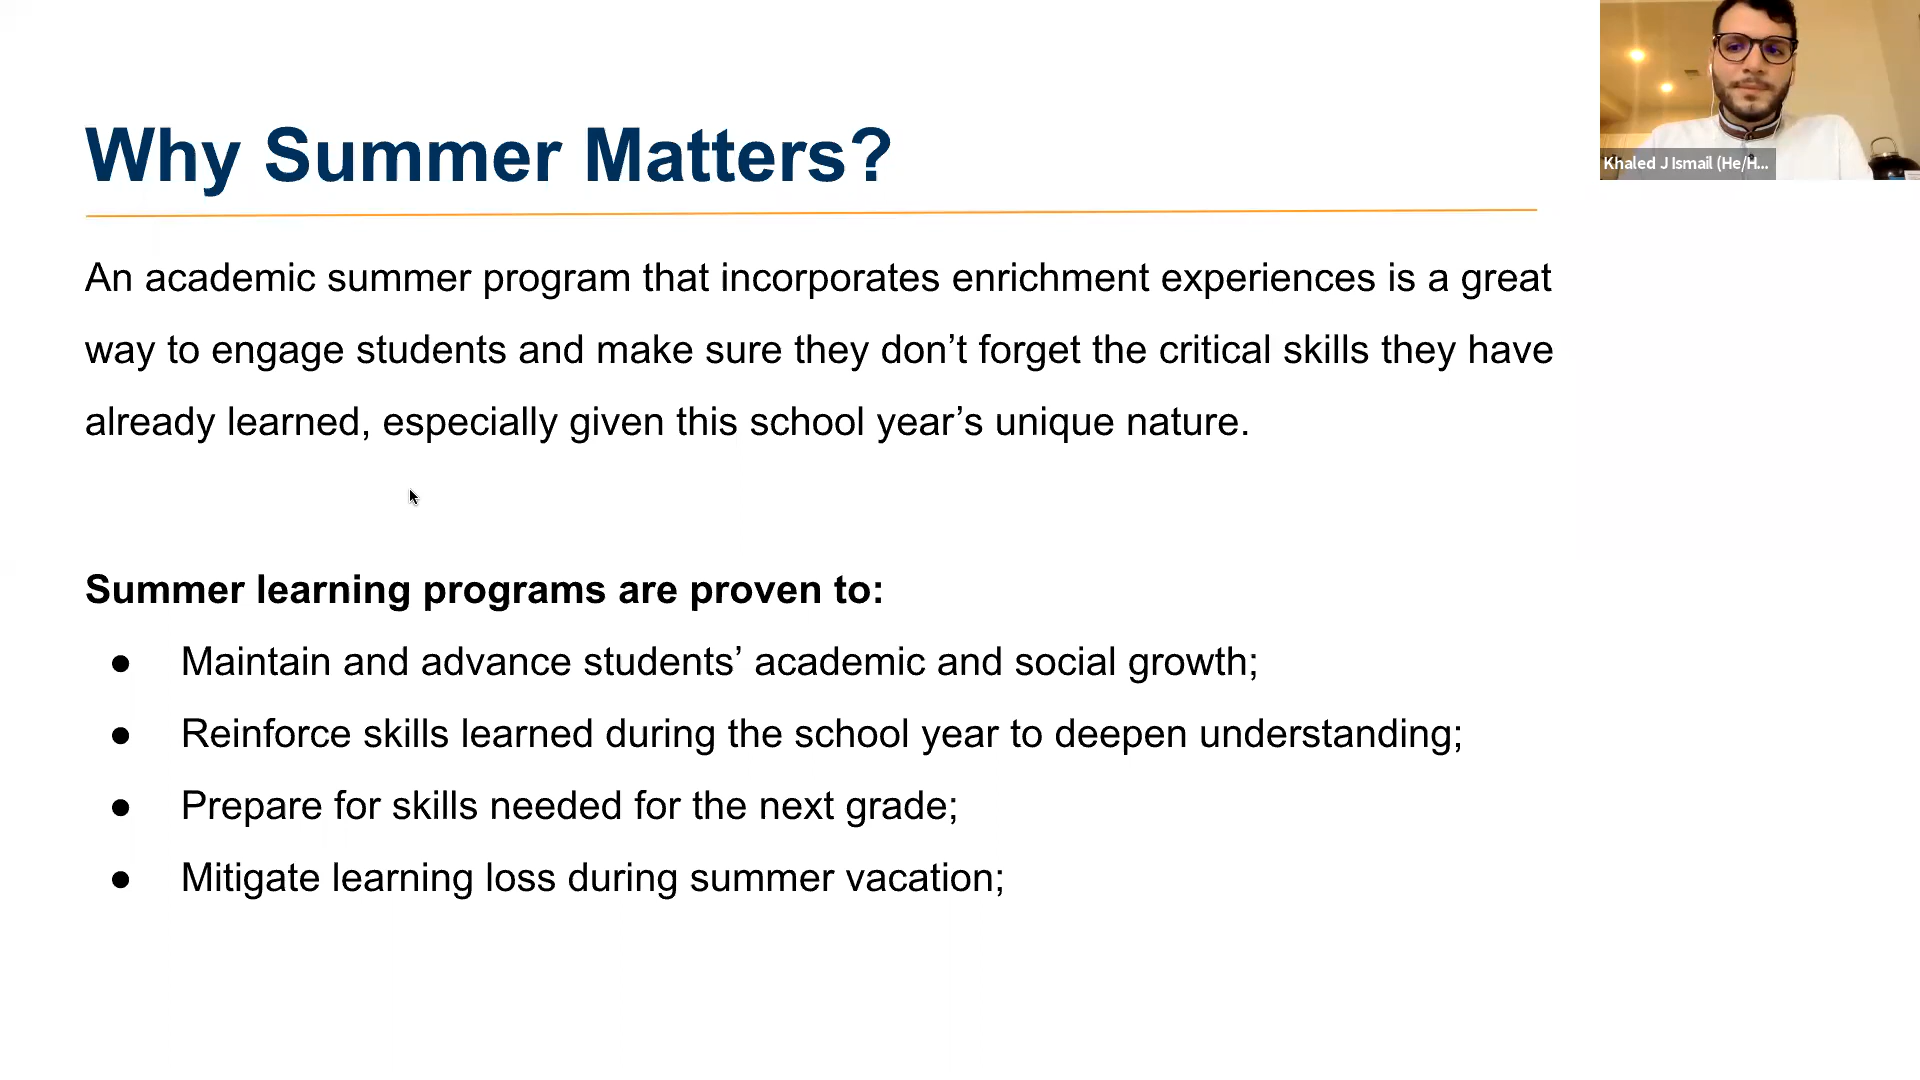 Why Summer Matters?
Khaled J Ismail (He/H...
An academic summer program that incorporates enrichment experiences is a great
way to engage students and make sure they don’t forget the critical skills they have
already learned, especially given this school year’s unique nature.
Summer learning programs are proven to:
● Maintain and advance students’ academic and social growth;
● Reinforce skills learned during the school year to deepen understanding;
● Prepare for skills needed for the next grade;
● Mitigate learning loss during summer vacation;